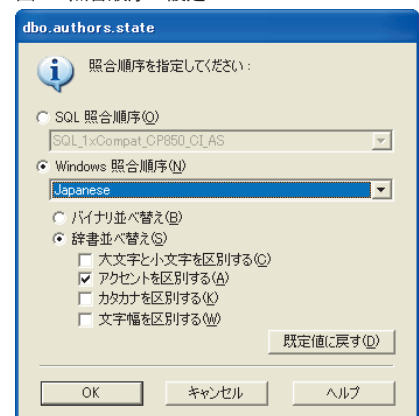 dbo.authors.state
照合順序を指定してください:
SQL 照合順序(O)
SQL_1xCompat_CP850_CI_AS
Windows 照合順序(N)
Japanese
バイナリ並べ替え(B)
辞書並べ替え(S)
大文字と小文字を区別する(C)
アクセントを区別する(A)
カタカナを区別する(K)
文字幅を区別する(W)
既定値に戻す(D)
OK キャンセル ヘルプ